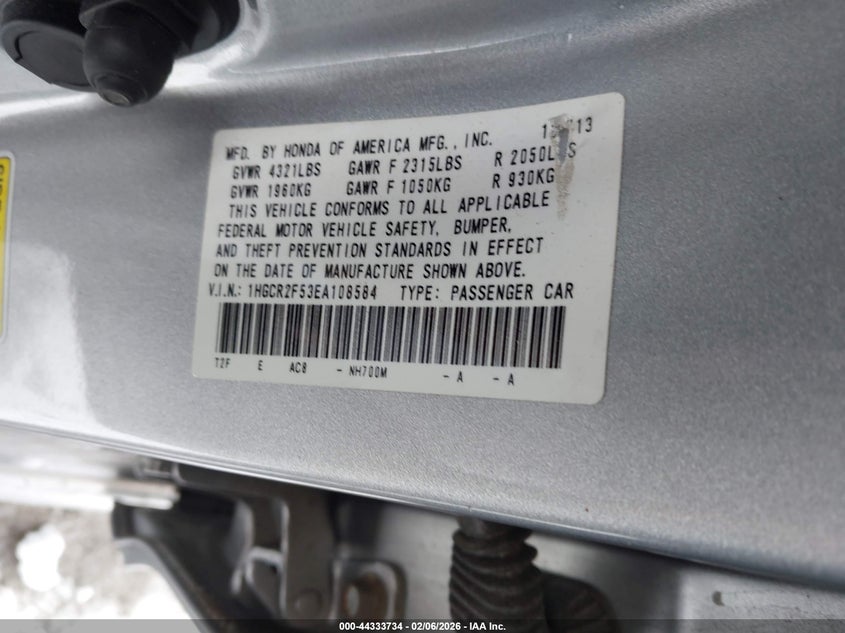 MFD. BY HONDA OF AMERICA MFG., INC.
GVWR 4321LBS GAWR F 2315LBS R 2050L S
GVWR 1960KG GAWR F 1050KG R 930KG
THIS VEHICLE CONFORMS TO ALL APPLICABLE
FEDERAL MOTOR VEHICLE SAFETY, BUMPER,
AND THEFT PREVENTION STANDARDS IN EFFECT
ON THE DATE OF MANUFACTURE SHOWN ABOVE.
V.I.N.: 1HGCR2F53EA108584 TYPE: PASSENGER CAR
T2F E AC8 - NH700M - A - A
000-44333734 - 02/06/2026 - IAA Inc.